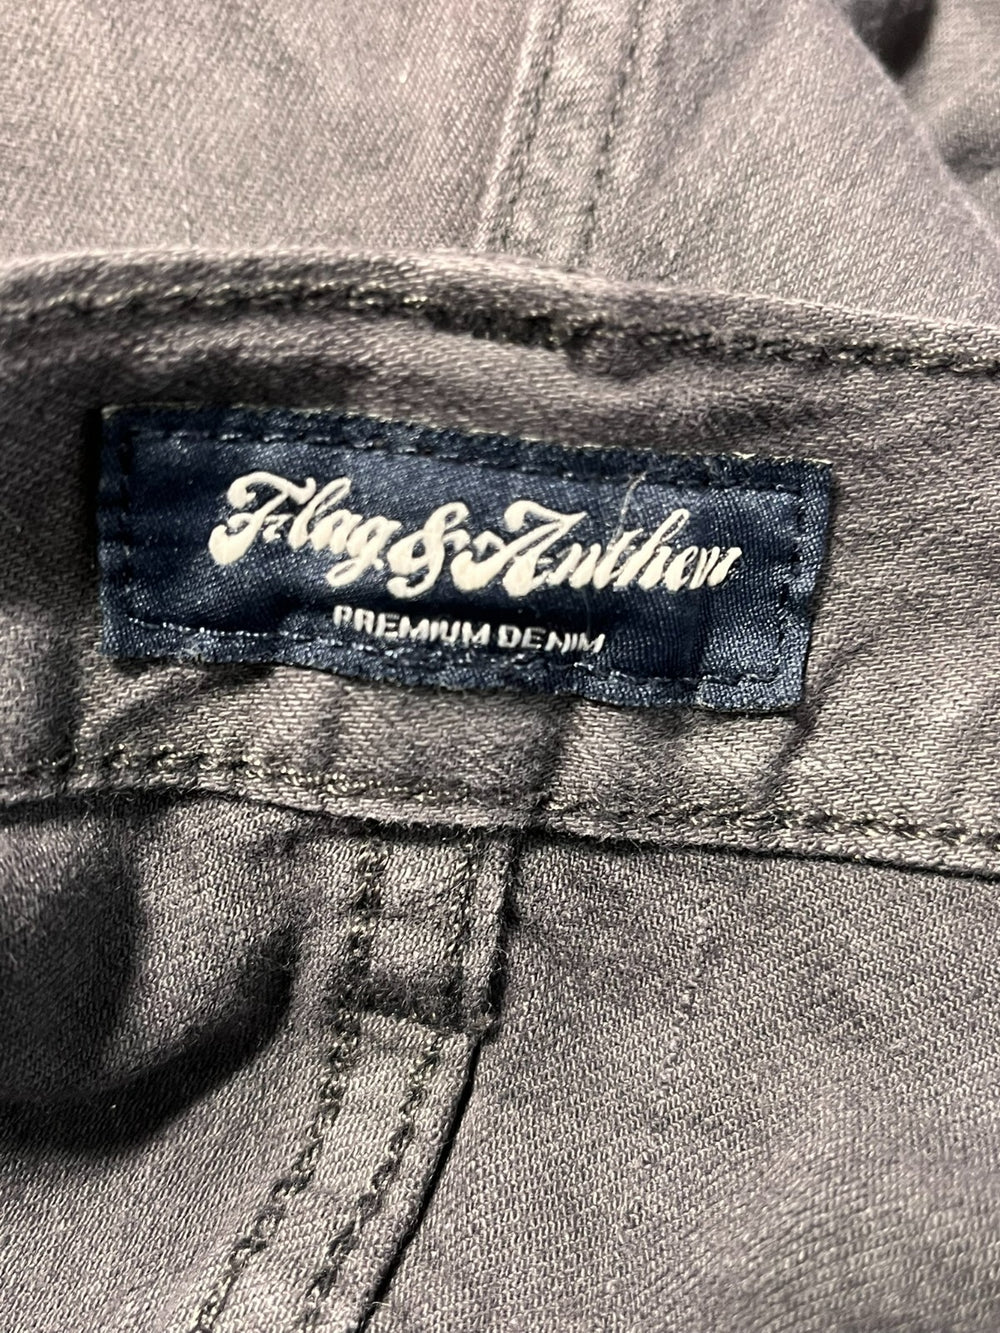 Flag & Anthem
PREMIUM DENIM